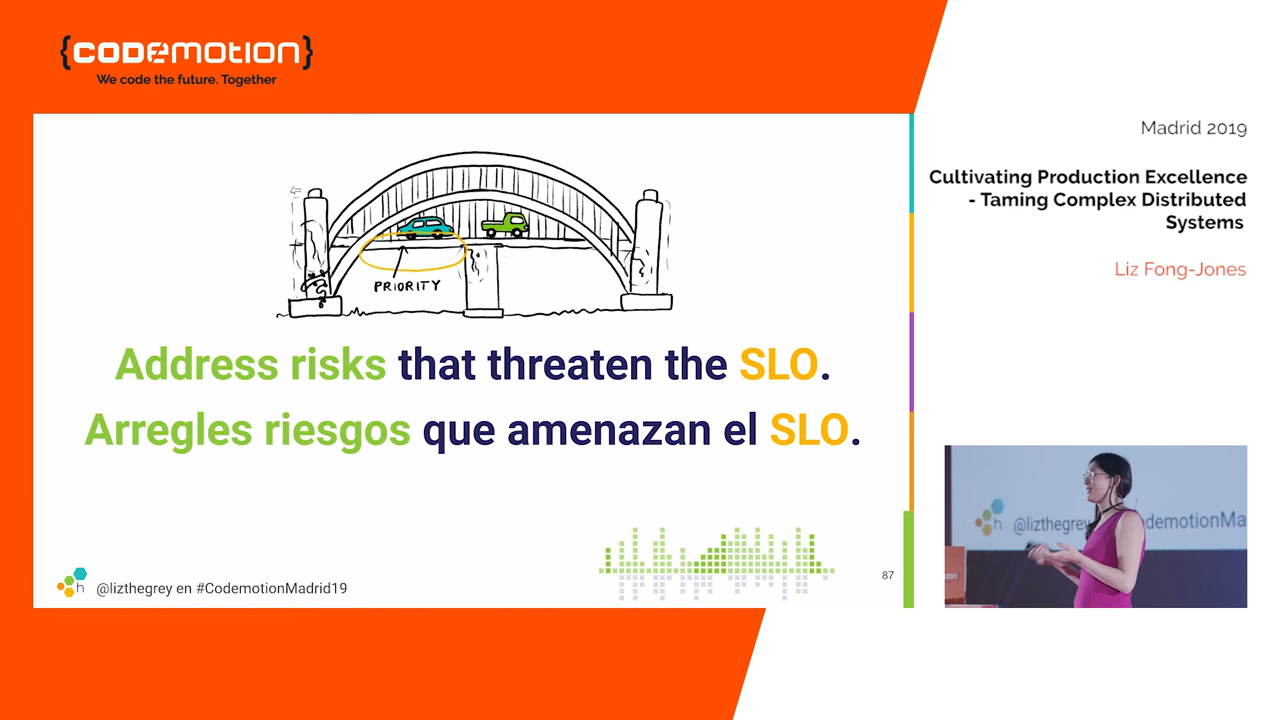 {CODEMOTION}
We code the future. Together
Madrid 2019
Cultivating Production Excellence
- Taming Complex Distributed
Systems
Liz Fong-Jones
PRIORITY
Address risks that threaten the SLO.
Arregles riesgos que amenazan el SLO.
h @lizthegrey en #CodemotionMadrid19
87
h @lizthegrey demotionMa